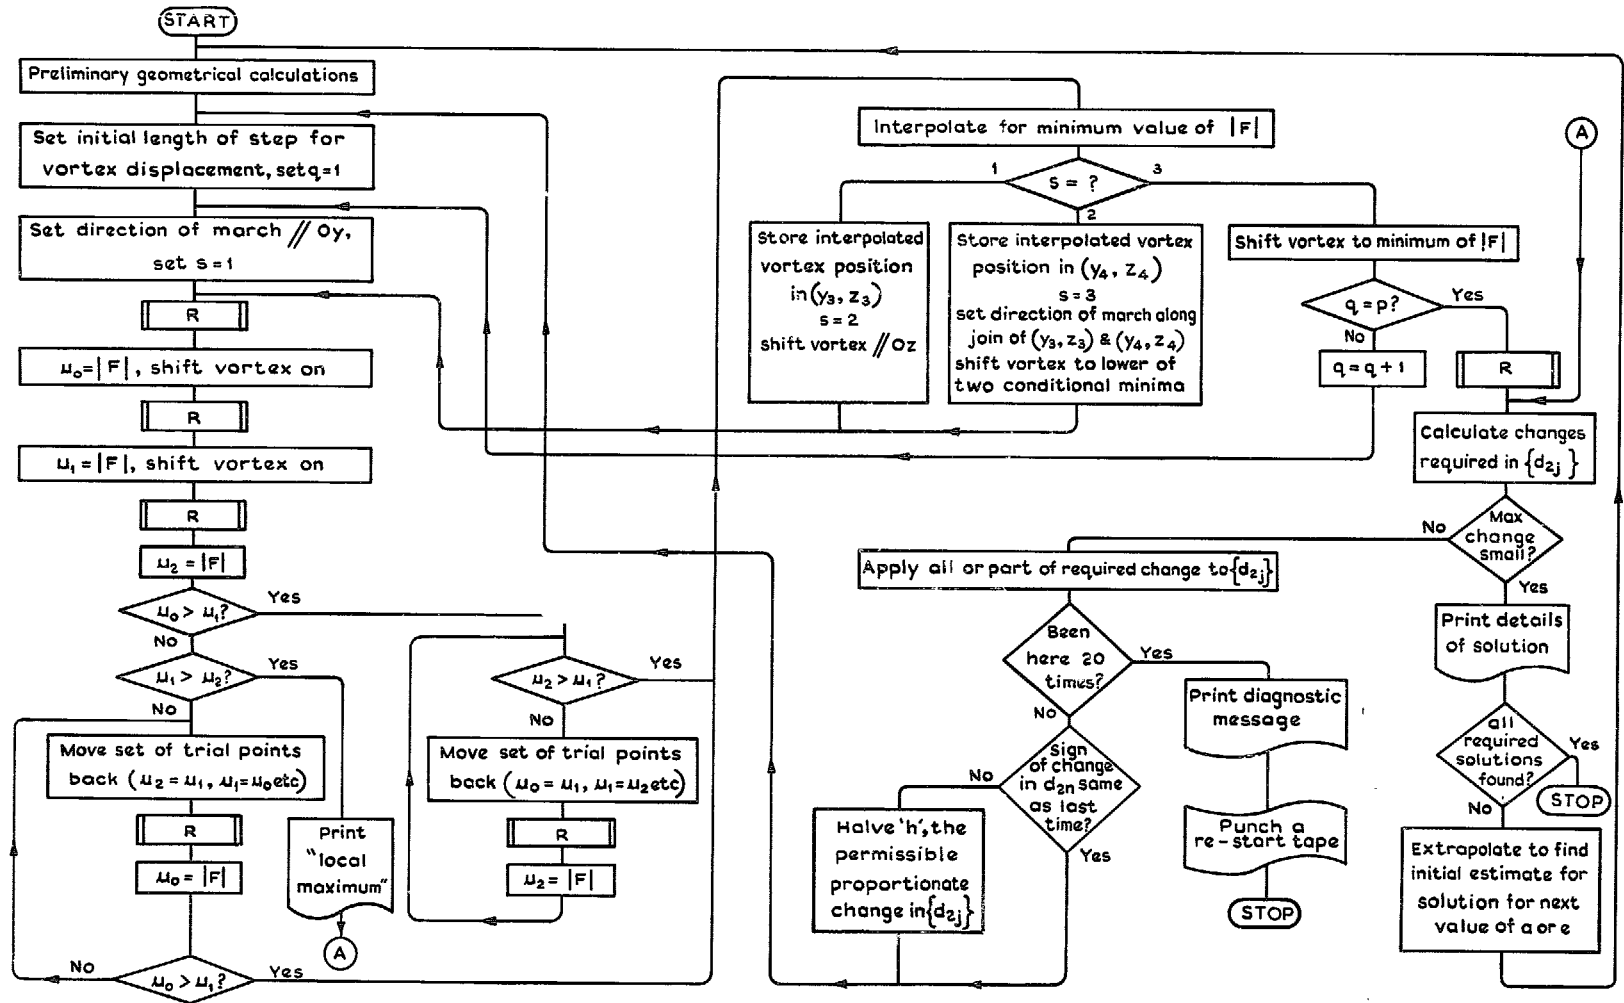 START
Preliminary geometrical calculations
Set initial length of step for
vortex displacement, set q=1
Set direction of march // Oy,
set s=1
R
μ₀=|F|, shift vortex on
R
μ₁=|F|, shift vortex on
R
μ₂=|F|
μ₀>μ₁?
Yes
No
μ₁>μ₂?
Yes
No
Move set of trial points
back (μ₂=μ₁, μ₁=μ₀ etc)
R
μ₀=|F|
μ₀>μ₁?
No
Yes
Print
"local
maximum"
A
μ₂>μ₁?
Yes
No
Move set of trial points
back (μ₀=μ₁, μ₁=μ₂ etc)
R
μ₂=|F|
Interpolate for minimum value of |F|
s=?
1
2
3
Store interpolated
vortex position
in (y₃, z₃)
s=2
shift vortex // Oz
Store interpolated vortex
position in (y₄, z₄)
s=3
set direction of march along
join of (y₃, z₃) & (y₄, z₄)
shift vortex to lower of
two conditional minima
Shift vortex to minimum of |F|
q=p?
Yes
No
q=q+1
R
A
Calculate changes
required in {d₂ⱼ}
Max
change
small?
No
Yes
Apply all or part of required change to {d₂ⱼ}
Been
here 20
times?
Yes
No
Print diagnostic
message
Punch a
re-start tape
STOP
Sign
of change
in d₂ₙ same
as last
time?
No
Yes
Halve 'h', the
permissible
proportionate
change in {d₂ⱼ}
Print details
of solution
all
required
solutions
found?
Yes
STOP
No
Extrapolate to find
initial estimate for
solution for next
value of a or e